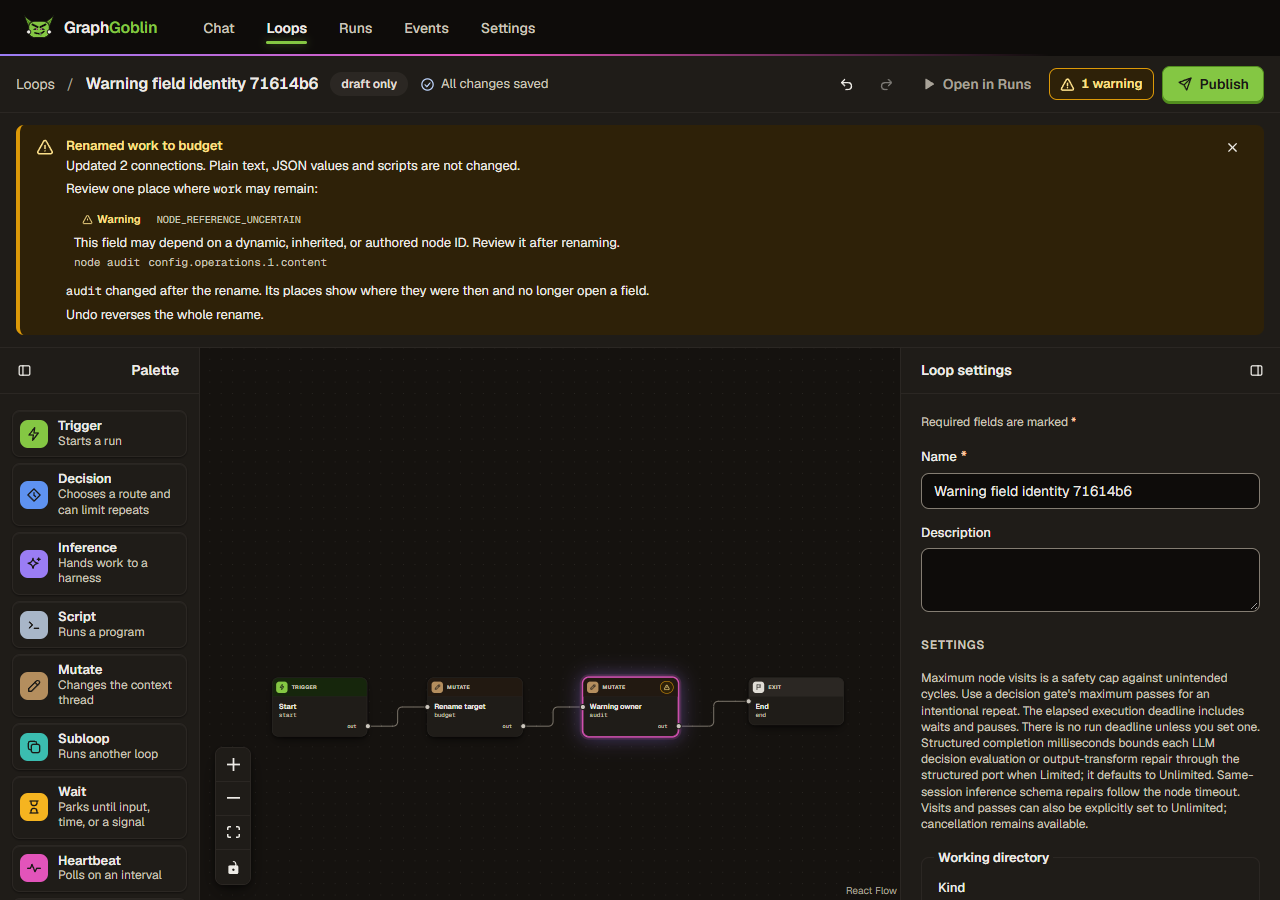 GraphGoblin
Chat
Loops
Runs
Events
Settings
Loops / Warning field identity 71614b6
draft only
All changes saved
Open in Runs
1 warning
Publish
Renamed work to budget
Updated 2 connections. Plain text, JSON values and scripts are not changed.
Review one place where work may remain:
Warning NODE_REFERENCE_UNCERTAIN
This field may depend on a dynamic, inherited, or authored node ID. Review it after renaming.
node audit config.operations.1.content
audit changed after the rename. Its places show where they were then and no longer open a field.
Undo reverses the whole rename.
Palette
Trigger
Starts a run
Decision
Chooses a route and
can limit repeats
Inference
Hands work to a
harness
Script
Runs a program
Mutate
Changes the context
thread
Subloop
Runs another loop
Wait
Parks until input,
time, or a signal
Heartbeat
Polls on an interval
TRIGGER
Start
start
out
MUTATE
Rename target
budget
out
MUTATE
Warning owner
audit
out
EXIT
End
end
React Flow
Loop settings
Required fields are marked *
Name *
Warning field identity 71614b6
Description
SETTINGS
Maximum node visits is a safety cap against unintended
cycles. Use a decision gate's maximum passes for an
intentional repeat. The elapsed execution deadline includes
waits and pauses. There is no run deadline unless you set one.
Structured completion milliseconds bounds each LLM
decision evaluation or output-transform repair through the
structured port when Limited; it defaults to Unlimited. Same-
session inference schema repairs follow the node timeout.
Visits and passes can also be explicitly set to Unlimited;
cancellation remains available.
Working directory
Kind